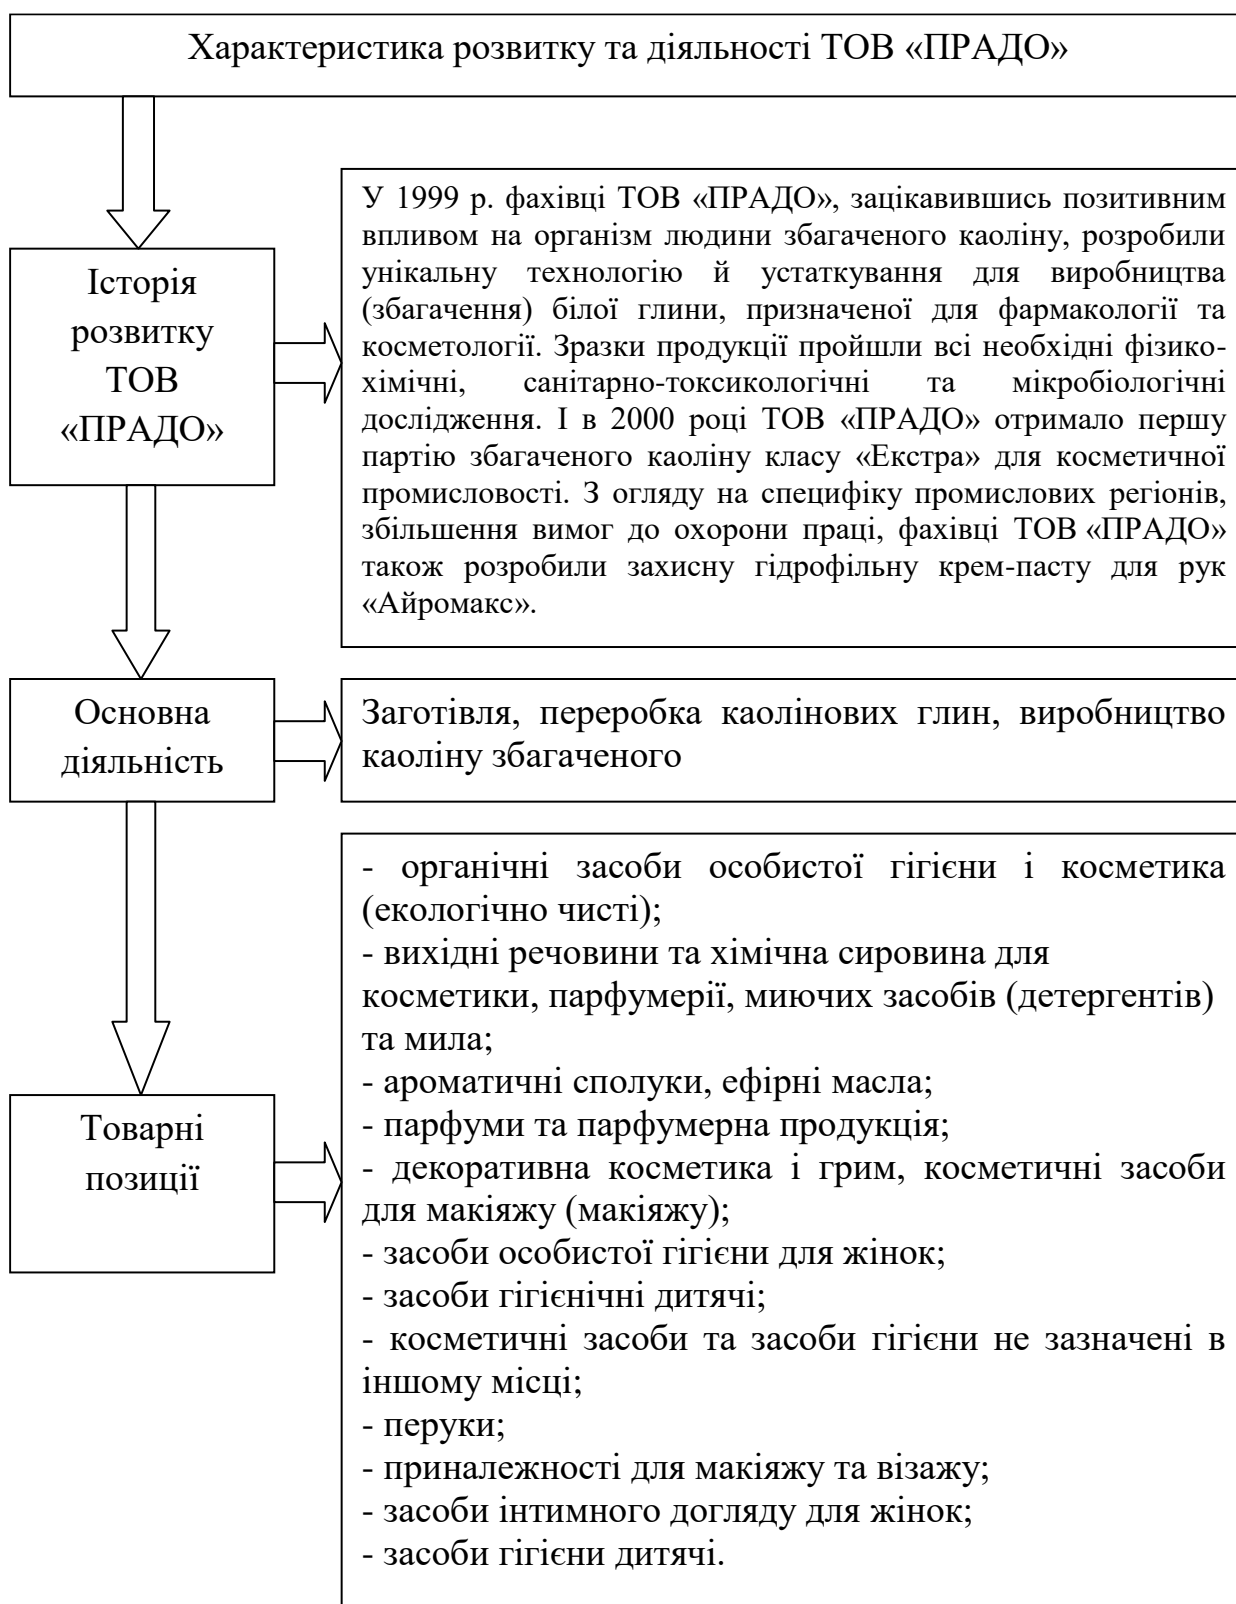 Характеристика розвитку та діяльності ТОВ «ПРАДО»
Історія
розвитку
ТОВ
«ПРАДО»
У 1999 р. фахівці ТОВ «ПРАДО», зацікавившись позитивним
впливом на організм людини збагаченого каоліну, розробили
унікальну технологію й устаткування для виробництва
(збагачення) білої глини, призначеної для фармакології та
косметології. Зразки продукції пройшли всі необхідні фізико-
хімічні, санітарно-токсикологічні та мікробіологічні
дослідження. І в 2000 році ТОВ «ПРАДО» отримало першу
партію збагаченого каоліну класу «Екстра» для косметичної
промисловості. З огляду на специфіку промислових регіонів,
збільшення вимог до охорони праці, фахівці ТОВ «ПРАДО»
також розробили захисну гідрофільну крем-пасту для рук
«Айромакс».
Основна
діяльність
Заготівля, переробка каолінових глин, виробництво
каоліну збагаченого
Товарні
позиції
- органічні засоби особистої гігієни і косметика
(екологічно чисті);
- вихідні речовини та хімічна сировина для
косметики, парфумерії, миючих засобів (детергентів)
та мила;
- ароматичні сполуки, ефірні масла;
- парфуми та парфумерна продукція;
- декоративна косметика і грим, косметичні засоби
для макіяжу (макіяжу);
- засоби особистої гігієни для жінок;
- засоби гігієнічні дитячі;
- косметичні засоби та засоби гігієни не зазначені в
іншому місці;
- перуки;
- приналежності для макіяжу та візажу;
- засоби інтимного догляду для жінок;
- засоби гігієни дитячі.